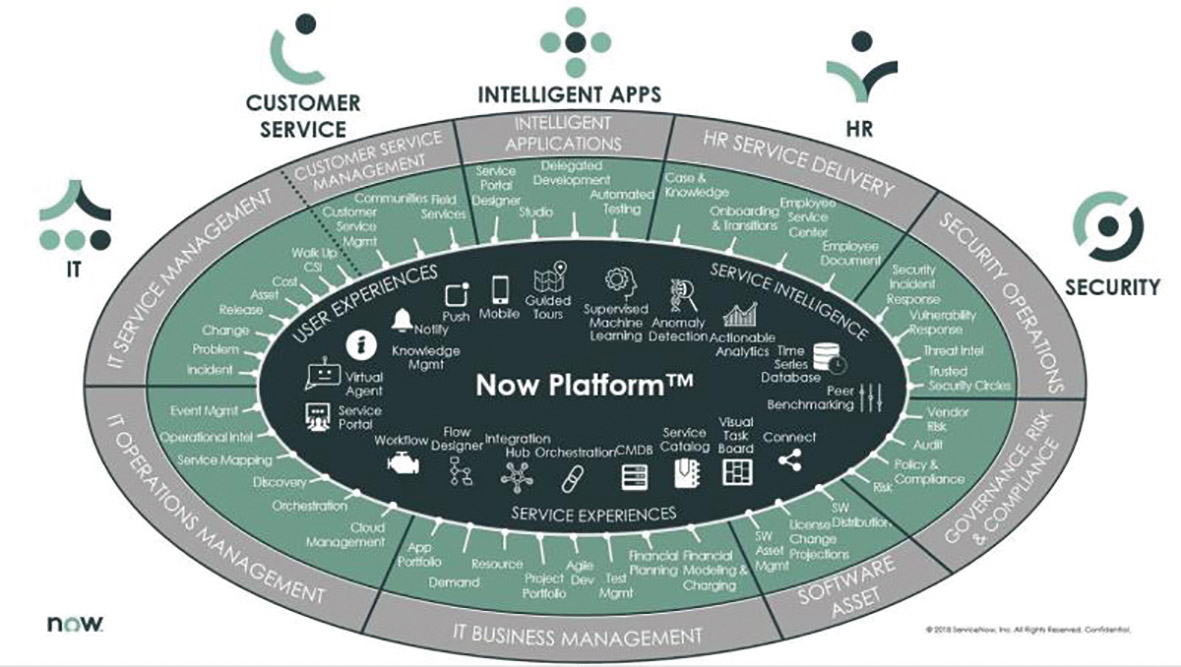 CUSTOMER
SERVICE
INTELLIGENT APPS
HR
IT
SECURITY
IT SERVICE MANAGEMENT
CUSTOMER SERVICE
MANAGEMENT
INTELLIGENT
APPLICATIONS
HR SERVICE DELIVERY
SECURITY OPERATIONS
GOVERNANCE, RISK
& COMPLIANCE
SOFTWARE
ASSET
IT BUSINESS MANAGEMENT
IT OPERATIONS MANAGEMENT
Walk Up
CSI
Cost
Asset
Release
Change
Problem
Incident
Communities
Field
Services
Customer
Service
Mgmt
Service
Portal
Designer
Delegated
Development
Studio
Automated
Testing
Case &
Knowledge
Onboarding
& Transitions
Employee
Service
Center
Employee
Document
Security
Incident
Response
Vulnerability
Response
Threat Intel
Trusted
Security Circles
Vendor
Risk
Audit
Policy &
Compliance
Risk
SW
Distribution
License
Change
Projections
SW
Asset
Mgmt
Financial
Modeling &
Charging
Financial
Planning
Test
Mgmt
Agile
Dev
Project
Portfolio
Resource
Demand
App
Portfolio
Cloud
Management
Orchestration
Discovery
Service Mapping
Operational Intel
Event Mgmt
USER EXPERIENCES
SERVICE INTELLIGENCE
Push
Mobile
Guided
Tours
Notify
Knowledge
Mgmt
Virtual
Agent
Service
Portal
Supervised
Machine
Learning
Anomaly
Detection
Actionable
Analytics
Time
Series
Database
Peer
Benchmarking
Now Platform™
Workflow
Flow
Designer
Integration
Hub
Orchestration
CMDB
Service
Catalog
Visual
Task
Board
Connect
SERVICE EXPERIENCES
now.
© 2018 ServiceNow, Inc. All Rights Reserved. Confidential.